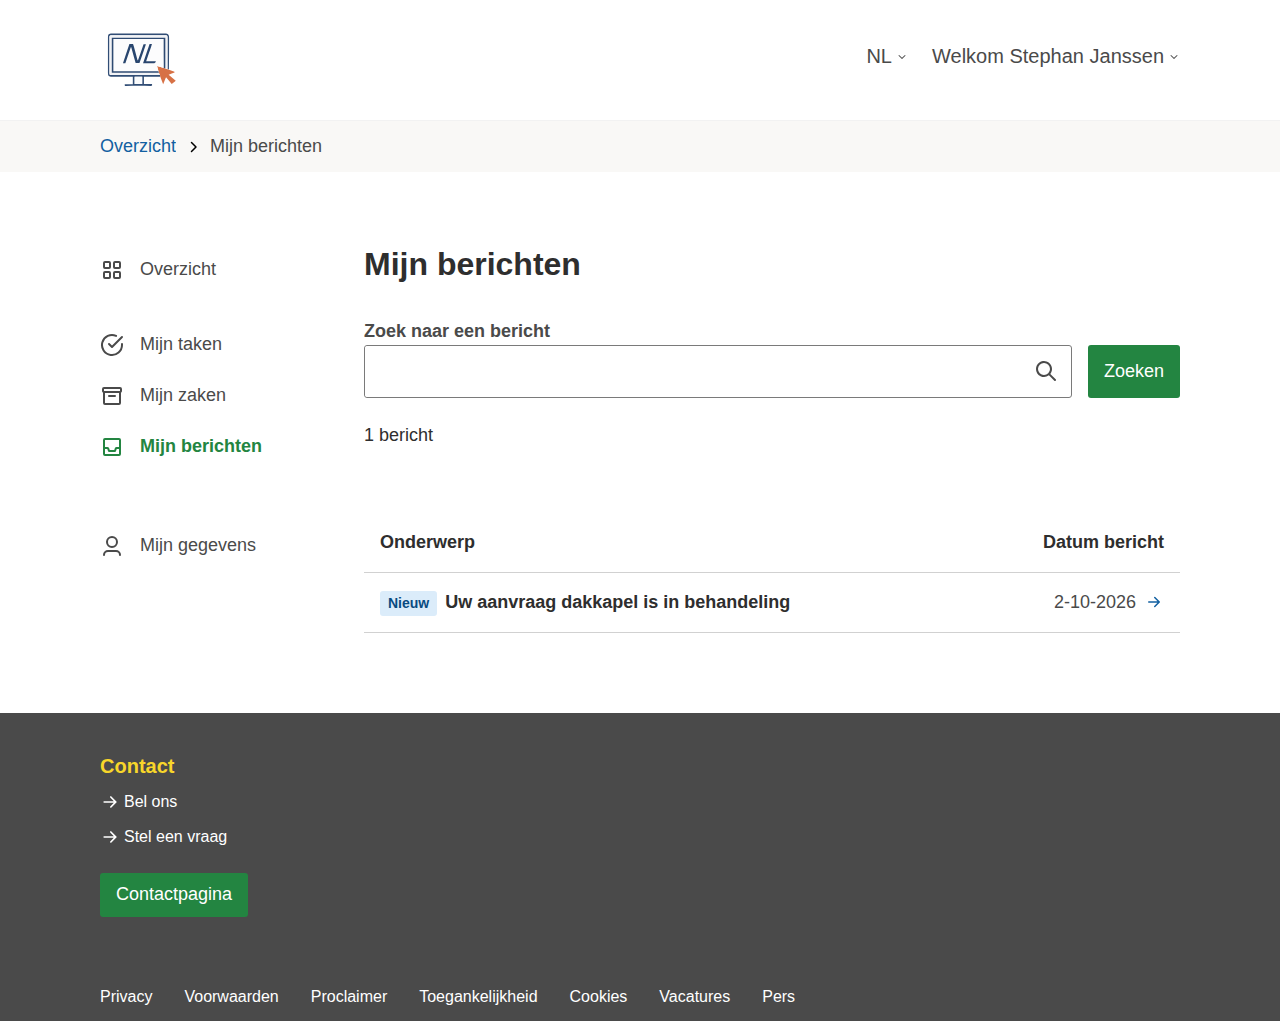 NL
NL
Welkom Stephan Janssen
Overzicht
Mijn berichten
Overzicht
Mijn taken
Mijn zaken
Mijn berichten
Mijn gegevens
Mijn berichten
Zoek naar een bericht
Zoeken
1 bericht
Onderwerp Datum bericht
Nieuw Uw aanvraag dakkapel is in behandeling 2-10-2026
Contact
Bel ons
Stel een vraag
Contactpagina
Privacy Voorwaarden Proclaimer Toegankelijkheid Cookies Vacatures Pers